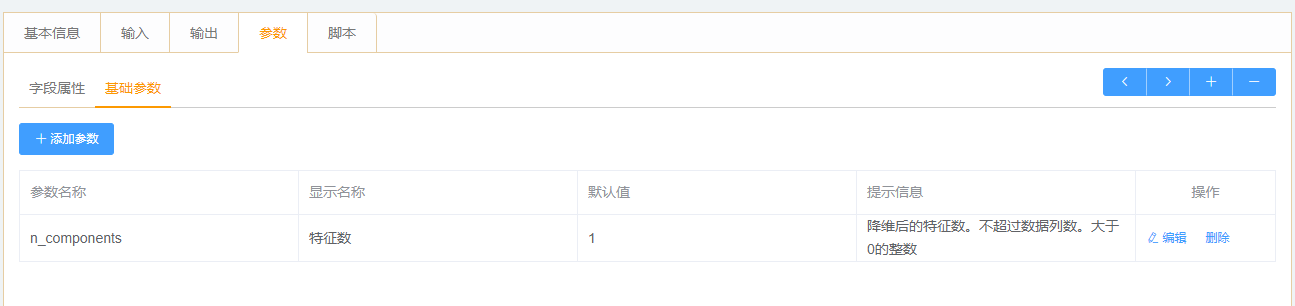 基本信息 输入 输出 参数 脚本
字段属性 基础参数
添加参数
参数名称 显示名称 默认值 提示信息 操作
n_components 特征数 1 降维后的特征数。不超过数据列数。大于
0的整数 编辑 删除